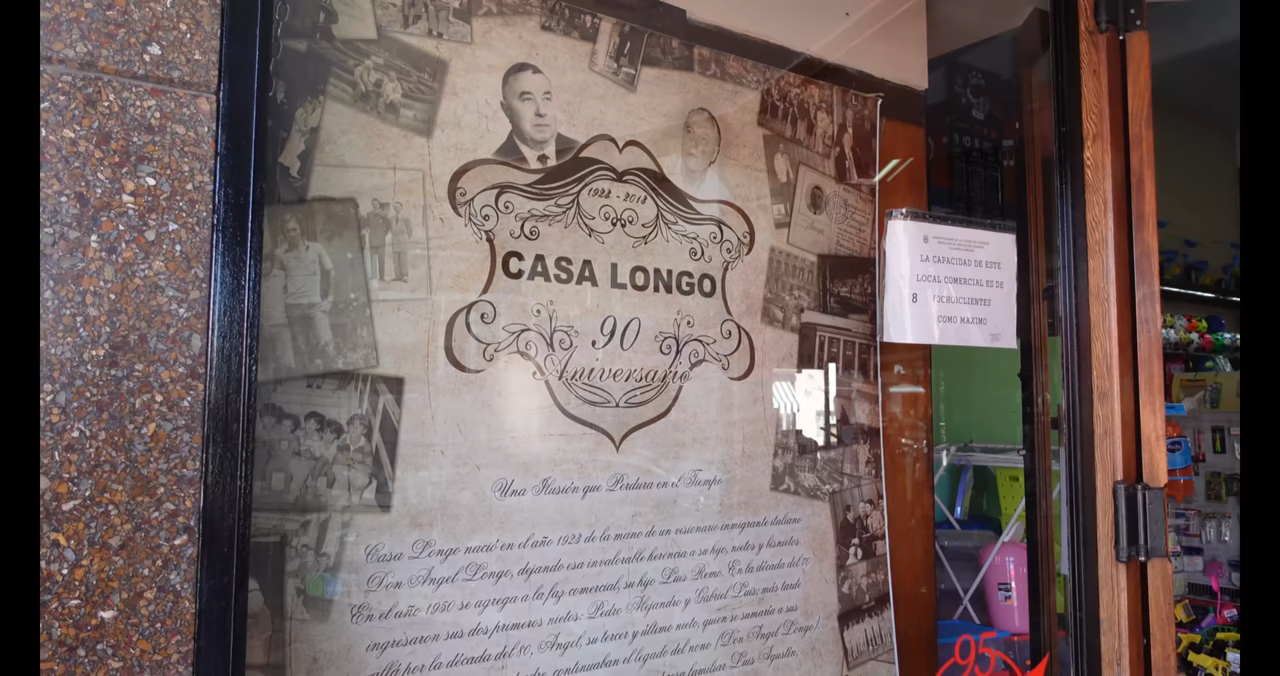 1923 - 2013
CASA LONGO
90
Aniversario
Una Ilusión que Perdura en el Tiempo
Casa Longo nació en el año 1923 de la mano de un visionario inmigrante italiano
Don Angel Longo, dejando esa invalorable herencia a su hijo, nietos y bisnietos.
En el año 1950 se agrega a la faz comercial, su hijo Luis Remo. En la década del 70
ingresaron sus dos primeros nietos: Pedro Alejandro y Gabriel Luis; más tarde
allá por la década del 80, Angel, su tercer y último nieto, quien se sumaría a sus
continuaban el legado del nono (Don Angel Longo)
familiar Luis Agustín,
LA CAPACIDAD DE ESTE
LOCAL COMERCIAL ES DE
8 (OCHO)CLIENTES
COMO MAXIMO
95